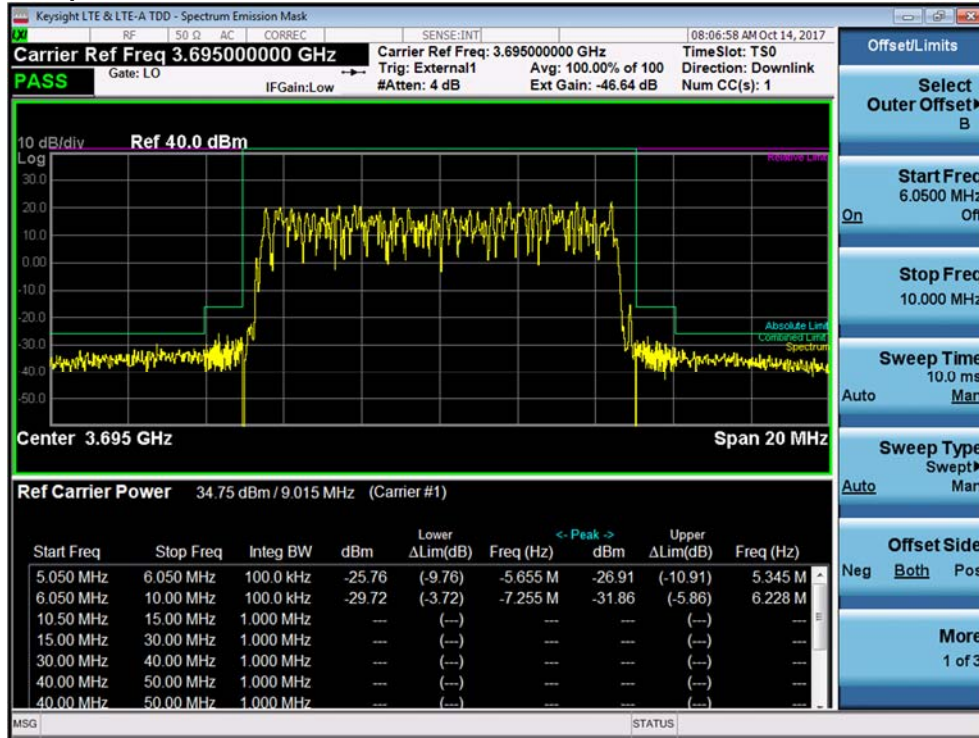 Keysight LTE & LTE-A TDD - Spectrum Emission Mask
LXI RF 50 Ω AC CORREC SENSE:INT 08:06:58 AM Oct 14, 2017
Carrier Ref Freq 3.695000000 GHz Carrier Ref Freq: 3.695000000 GHz TimeSlot: TS0
Gate: LO Trig: External1 Avg: 100.00% of 100 Direction: Downlink
PASS IFGain:Low #Atten: 4 dB Ext Gain: -46.64 dB Num CC(s): 1
10 dB/div Ref 40.0 dBm
Log
Relative Limit
30.0
20.0
10.0
0.00
-10.0
-20.0
Absolute Limit
Combined Limit
-30.0
Spectrum
-40.0
-50.0
Center 3.695 GHz Span 20 MHz
Ref Carrier Power 34.75 dBm / 9.015 MHz (Carrier #1)
Lower <- Peak -> Upper
Start Freq Stop Freq Integ BW dBm ΔLim(dB) Freq (Hz) dBm ΔLim(dB) Freq (Hz)
5.050 MHz 6.050 MHz 100.0 kHz -25.76 (-9.76) -5.655 M -26.91 (-10.91) 5.345 M
6.050 MHz 10.00 MHz 100.0 kHz -29.72 (-3.72) -7.255 M -31.86 (-5.86) 6.228 M
10.50 MHz 15.00 MHz 1.000 MHz --- (---) --- --- (---) ---
15.00 MHz 30.00 MHz 1.000 MHz --- (---) --- --- (---) ---
30.00 MHz 40.00 MHz 1.000 MHz --- (---) --- --- (---) ---
40.00 MHz 50.00 MHz 1.000 MHz --- (---) --- --- (---) ---
40.00 MHz 50.00 MHz 1.000 MHz --- (---) --- --- (---) ---
MSG STATUS
Offset/Limits
Select
Outer Offset
B
Start Freq
6.0500 MHz
On Off
Stop Freq
10.000 MHz
Sweep Time
10.0 ms
Auto Man
Sweep Type
Swept
Auto Man
Offset Side
Neg Both Pos
More
1 of 3